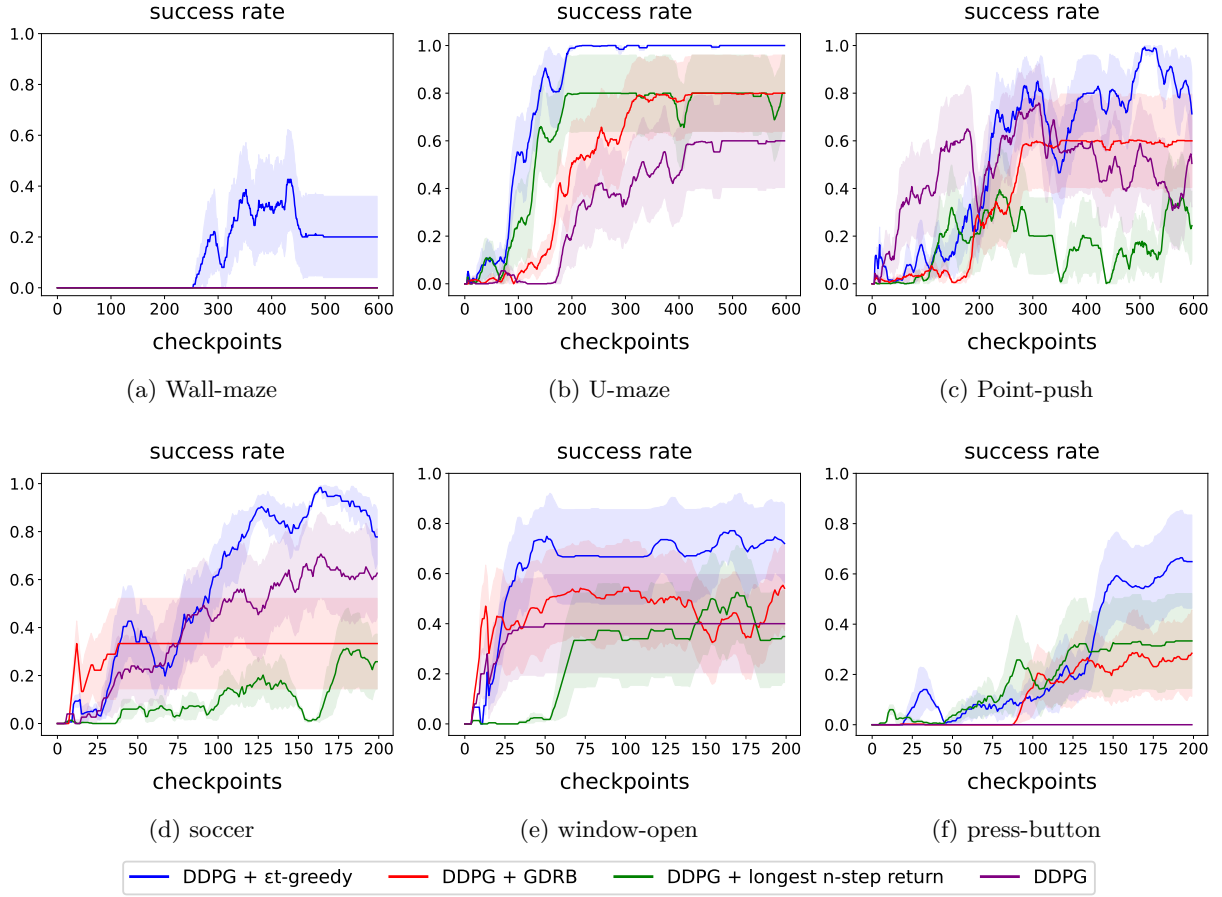 success rate success rate success rate
1.0 1.0 1.0
0.8 0.8 0.8
0.6 0.6 0.6
0.4 0.4 0.4
0.2 0.2 0.2
0.0 0.0 0.0
0 100 200 300 400 500 600 0 100 200 300 400 500 600 0 100 200 300 400 500 600
checkpoints checkpoints checkpoints
(a) Wall-maze (b) U-maze (c) Point-push
success rate success rate success rate
1.0 1.0 1.0
0.8 0.8 0.8
0.6 0.6 0.6
0.4 0.4 0.4
0.2 0.2 0.2
0.0 0.0 0.0
0 25 50 75 100 125 150 175 200 0 25 50 75 100 125 150 175 200 0 25 50 75 100 125 150 175 200
checkpoints checkpoints checkpoints
(d) soccer (e) window-open (f) press-button
DDPG + εt-greedy DDPG + GDRB DDPG + longest n-step return DDPG